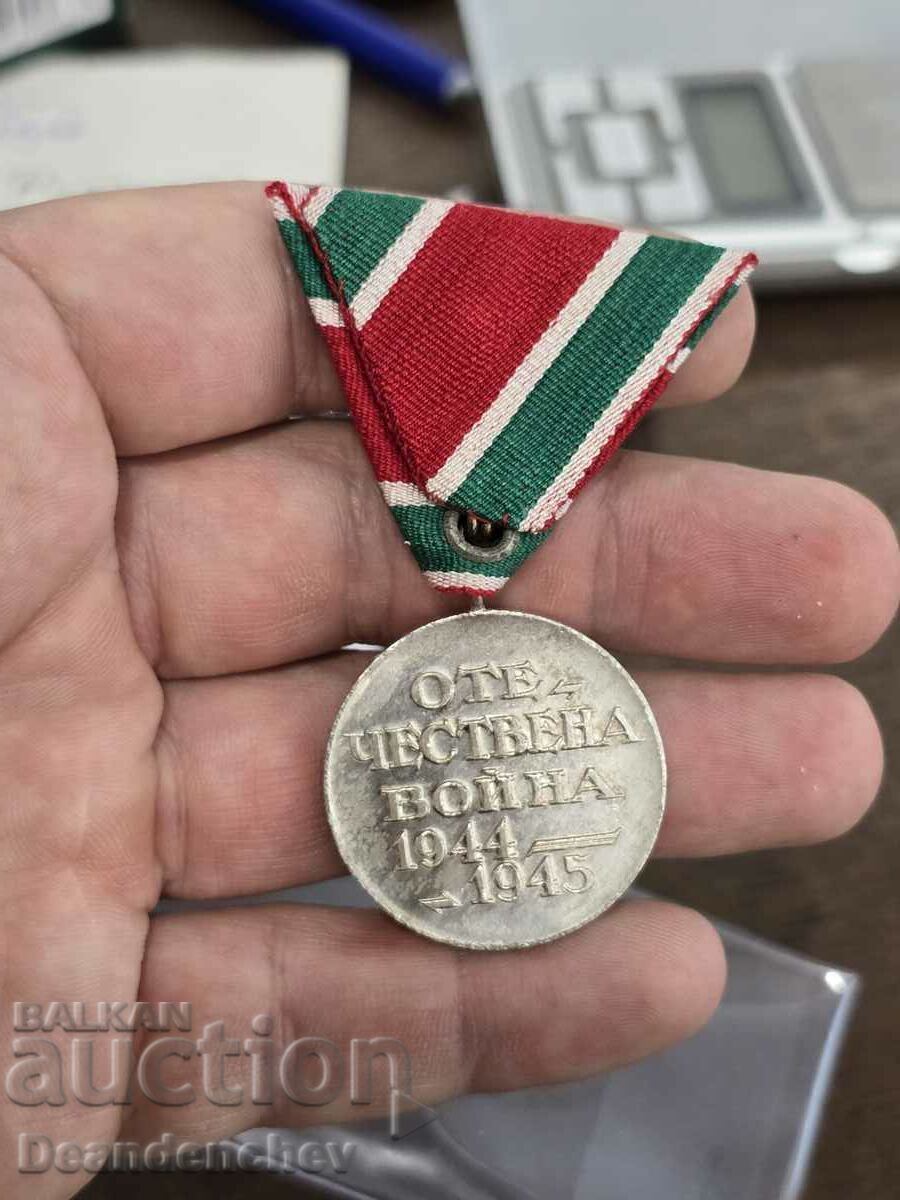 ОТЕ-
ЧЕСТВЕНА
ВОЙНА
1944—
-1945
BALKAN
auction
Deandenchev